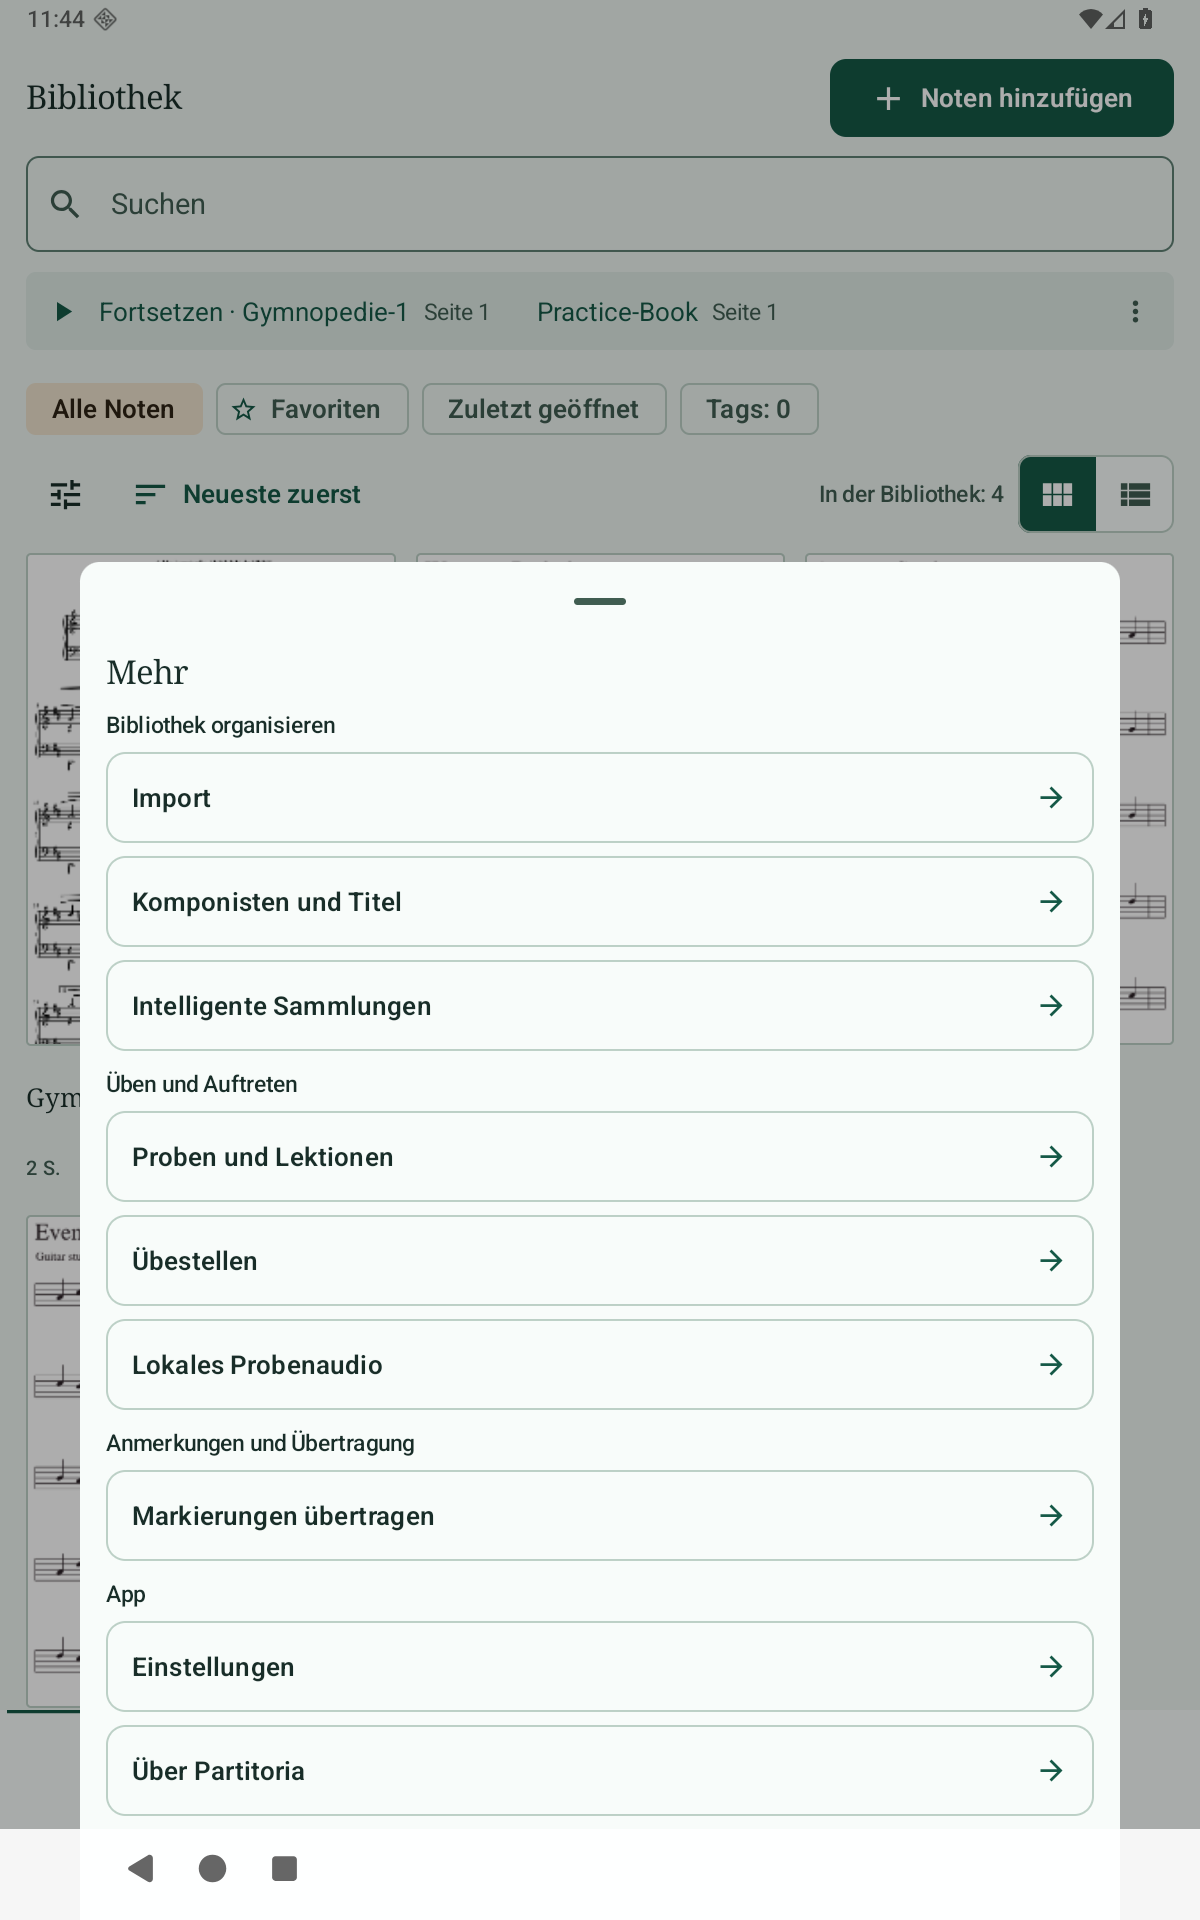 11:44
Bibliothek
Noten hinzufügen
Suchen
Fortsetzen · Gymnopedie-1 Seite 1 Practice-Book Seite 1
Alle Noten
Favoriten
Zuletzt geöffnet
Tags: 0
Neueste zuerst
In der Bibliothek: 4
Mehr
Bibliothek organisieren
Import
Komponisten und Titel
Intelligente Sammlungen
Üben und Auftreten
Proben und Lektionen
Übestellen
Lokales Probenaudio
Anmerkungen und Übertragung
Markierungen übertragen
App
Einstellungen
Über Partitoria
Gym
2 S.
Even
Guitar stu